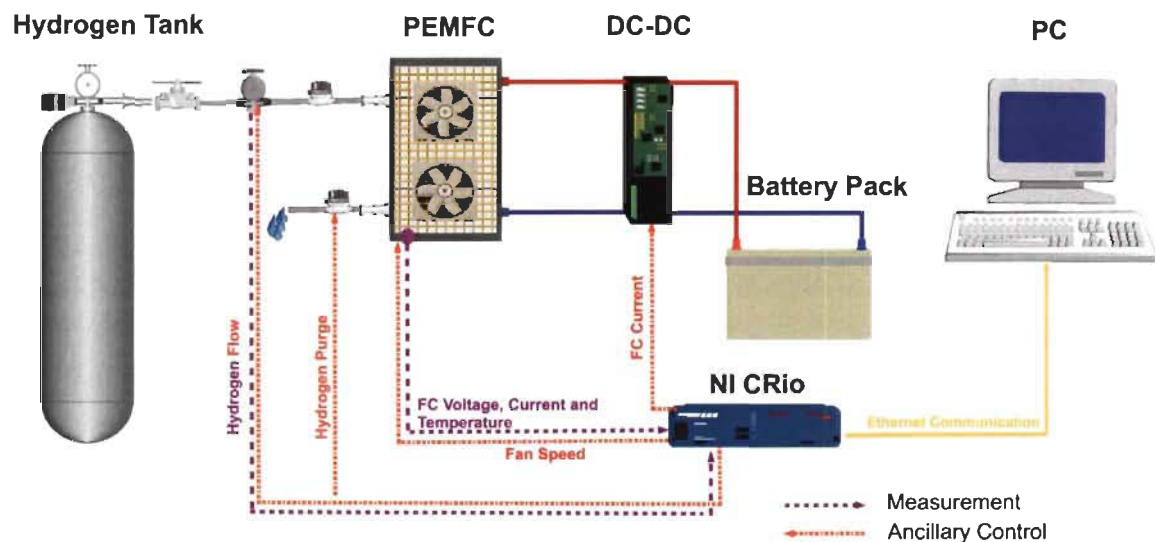 Hydrogen Tank
PEMFC
DC-DC
PC
Battery Pack
Hydrogen Flow
Hydrogen Purge
FC Current
NI CRio
FC Voltage, Current and
Temperature
Fan Speed
Ethernet Communication
Measurement
Ancillary Control